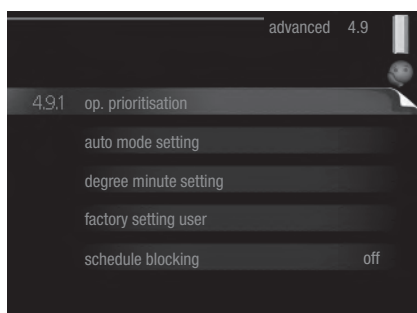 advanced 4.9
4.9.1 op. prioritisation
auto mode setting
degree minute setting
factory setting user
schedule blocking off